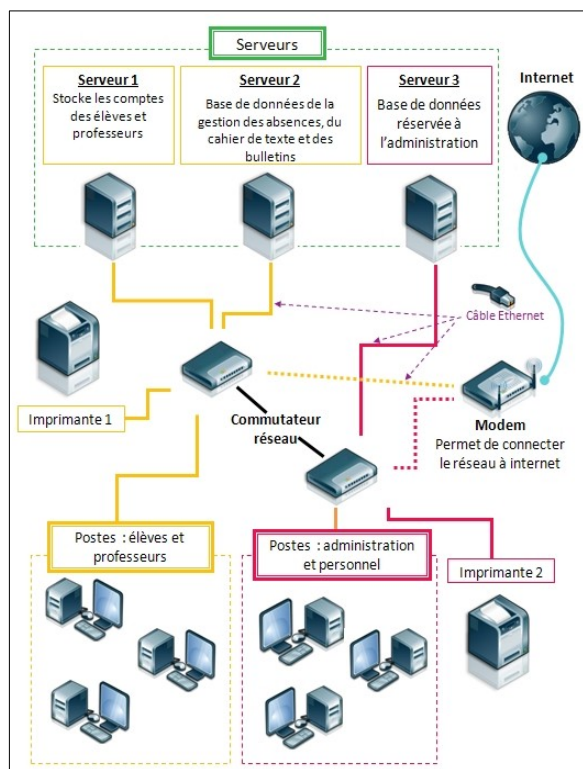 Serveurs
Serveur 1
Stocke les comptes
des élèves et
professeurs
Serveur 2
Base de données de la
gestion des absences, du
cahier de texte et des
bulletins
Serveur 3
Base de données
réservée à
l'administration
Internet
Câble Ethernet
Imprimante 1
Commutateur
réseau
Modem
Permet de connecter
le réseau à internet
Postes : élèves et
professeurs
Postes : administration
et personnel
Imprimante 2